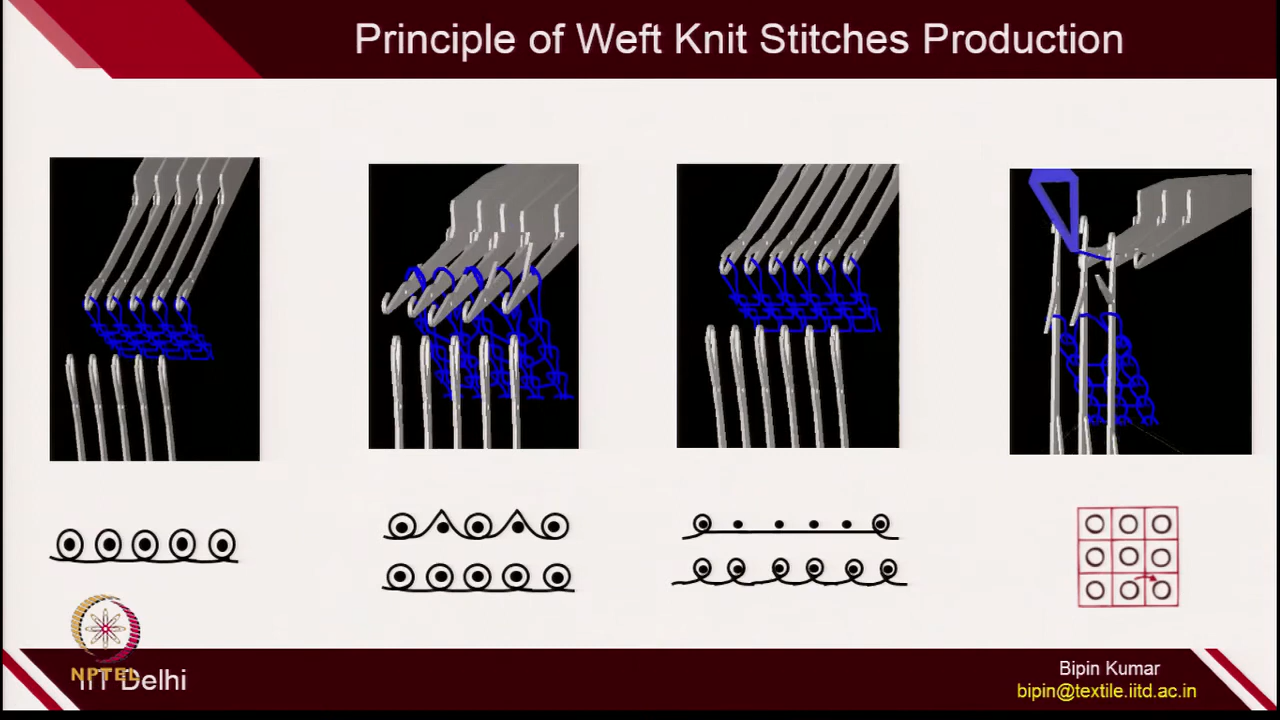 Principle of Weft Knit Stitches Production
NPTEL
IIT Delhi
Bipin Kumar
bipin@textile.iitd.ac.in